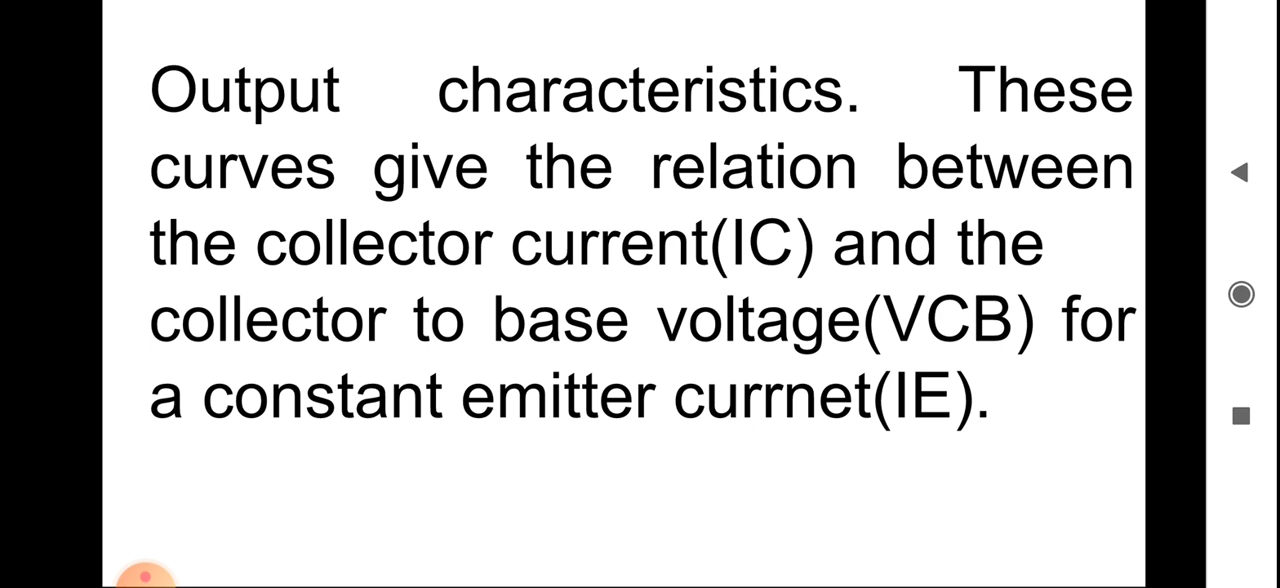 Output characteristics. These
curves give the relation between
the collector current(IC) and the
collector to base voltage(VCB) for
a constant emitter currnet(IE).